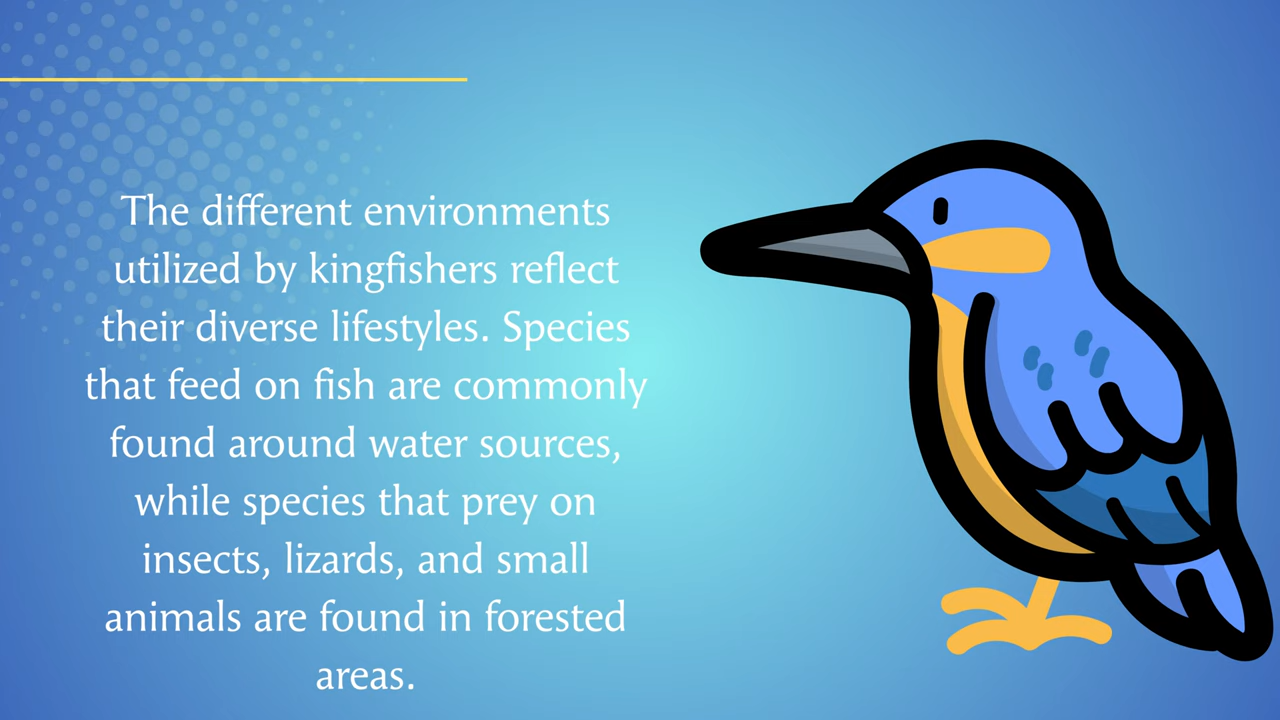 The different environments
utilized by kingfishers reflect
their diverse lifestyles. Species
that feed on fish are commonly
found around water sources,
while species that prey on
insects, lizards, and small
animals are found in forested
areas.